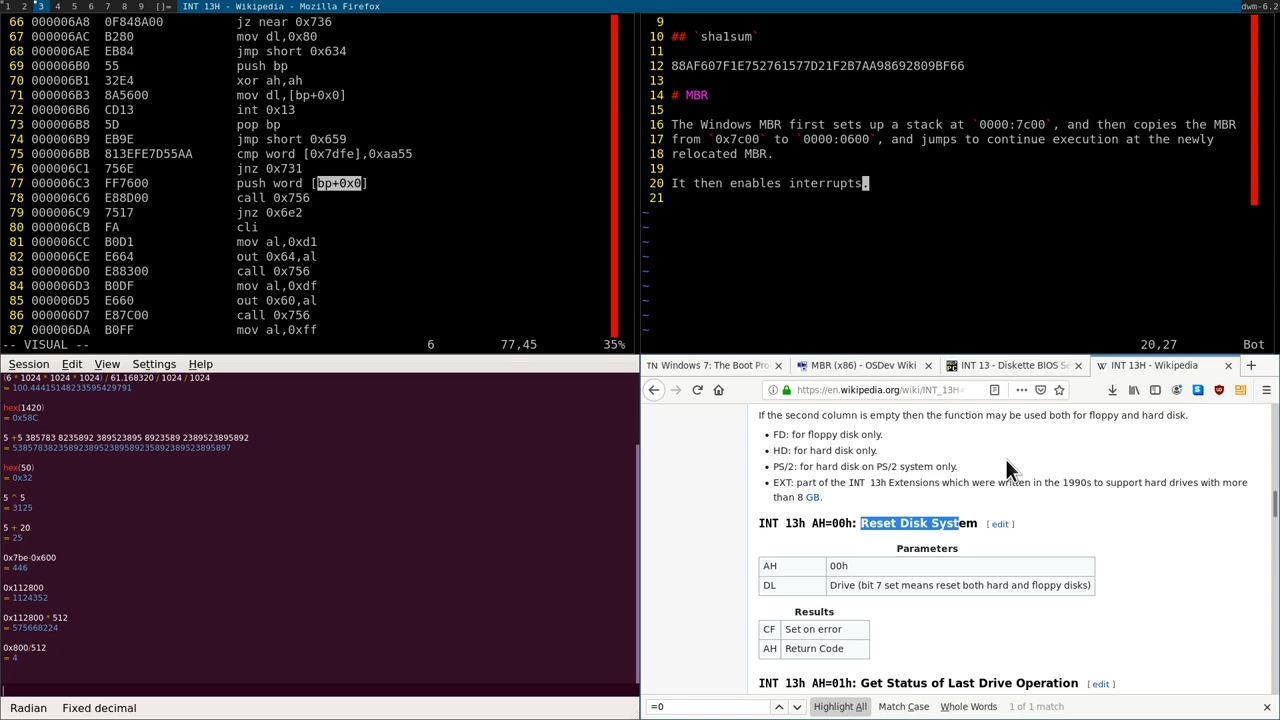 1 2 3 4 5 6 7 8 9 []= INT 13H - Wikipedia - Mozilla Firefox dwm-6.2
66 000006A8 0F848A00 jz near 0x736
67 000006AC B280 mov dl,0x80
68 000006AE EB84 jmp short 0x634
69 000006B0 55 push bp
70 000006B1 32E4 xor ah,ah
71 000006B3 8A5600 mov dl,[bp+0x0]
72 000006B6 CD13 int 0x13
73 000006B8 5D pop bp
74 000006B9 EB9E jmp short 0x659
75 000006BB 813EFE7D55AA cmp word [0x7dfe],0xaa55
76 000006C1 756E jnz 0x731
77 000006C3 FF7600 push word [bp+0x0]
78 000006C6 E88D00 call 0x756
79 000006C9 7517 jnz 0x6e2
80 000006CB FA cli
81 000006CC B0D1 mov al,0xd1
82 000006CE E664 out 0x64,al
83 000006D0 E88300 call 0x756
84 000006D3 B0DF mov al,0xdf
85 000006D5 E660 out 0x60,al
86 000006D7 E87C00 call 0x756
87 000006DA B0FF mov al,0xff
-- VISUAL -- 6 77,45 35%
9
10 ## `sha1sum`
11
12 88AF607F1E752761577D21F2B7AA98692809BF66
13
14 # MBR
15
16 The Windows MBR first sets up a stack at `0000:7c00`, and then copies the MBR
17 from `0x7c00` to `0000:0600`, and jumps to continue execution at the newly
18 relocated MBR.
19
20 It then enables interrupts.
21
~
~
~
~
~
~
~
~
~
20,27 Bot
Session Edit View Settings Help
(6 * 1024 * 1024 * 1024) / 61.168320 / 1024 / 1024
= 100.44415148233595429791
hex(1420)
= 0x58C
5 +5 385783 8235892 389523895 8923589 2389523895892
= 53857838235892389523895892358923895238958​97
hex(50)
= 0x32
5 ^ 5
= 3125
5 + 20
= 25
0x7be-0x600
= 446
0x112800
= 1124352
0x112800 * 512
= 575668224
0x800/512
= 4
Radian Fixed decimal
TN Windows 7: The Boot Pro MBR (x86) - OSDev Wiki INT 13 - Diskette BIOS Se INT 13H - Wikipedia
https://en.wikipedia.org/wiki/INT_13H
If the second column is empty then the function may be used both for floppy and hard disk.
• FD: for floppy disk only.
• HD: for hard disk only.
• PS/2: for hard disk on PS/2 system only.
• EXT: part of the INT 13h Extensions which were written in the 1990s to support hard drives with more
than 8 GB.
INT 13h AH=00h: Reset Disk System [ edit ]
Parameters
AH 00h
DL Drive (bit 7 set means reset both hard and floppy disks)
Results
CF Set on error
AH Return Code
INT 13h AH=01h: Get Status of Last Drive Operation [ edit ]
=0 Highlight All Match Case Whole Words 1 of 1 match